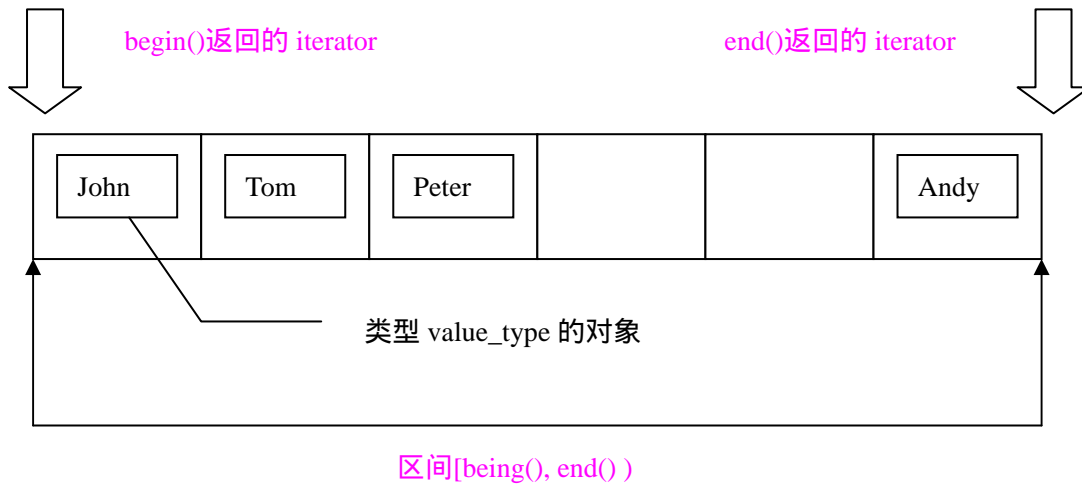 begin()返回的 iterator
end()返回的 iterator
John
Tom
Peter
Andy
类型 value_type 的对象
区间[being(), end() )